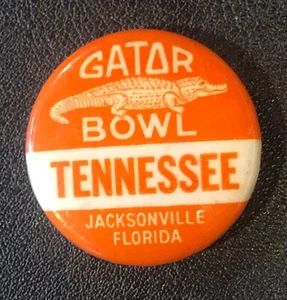 GATOR
BOWL
TENNESSEE
JACKSONVILLE
FLORIDA